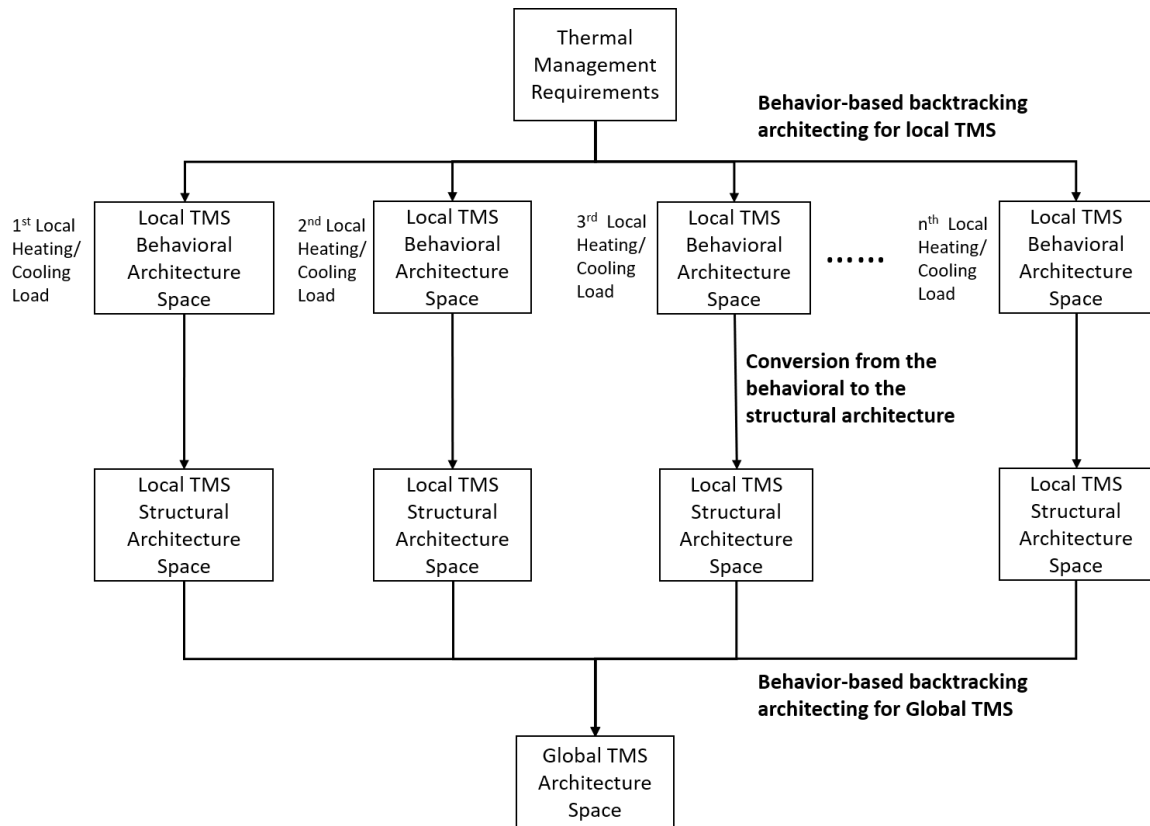 Thermal
Management
Requirements
Behavior-based backtracking
architecting for local TMS
1st Local
Heating/
Cooling
Load
Local TMS
Behavioral
Architecture
Space
2nd Local
Heating/
Cooling
Load
Local TMS
Behavioral
Architecture
Space
3rd Local
Heating/
Cooling
Load
Local TMS
Behavioral
Architecture
Space
......
nth Local
Heating/
Cooling
Load
Local TMS
Behavioral
Architecture
Space
Conversion from the
behavioral to the
structural architecture
Local TMS
Structural
Architecture
Space
Local TMS
Structural
Architecture
Space
Local TMS
Structural
Architecture
Space
Local TMS
Structural
Architecture
Space
Behavior-based backtracking
architecting for Global TMS
Global TMS
Architecture
Space